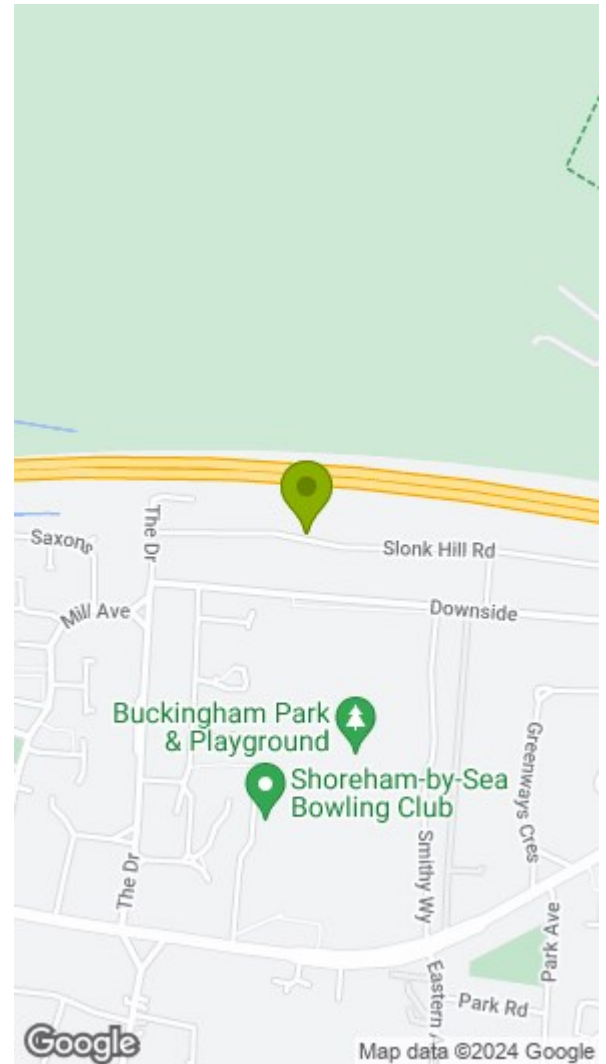 The Dr
Saxons
Slonk Hill Rd
Mill Ave
Downside
Buckingham Park
& Playground
Shoreham-by-Sea
Bowling Club
Greenways Cres
Smithy Wy
The Dr
Park Ave
Eastern
Park Rd
Google
Map data ©2024 Google